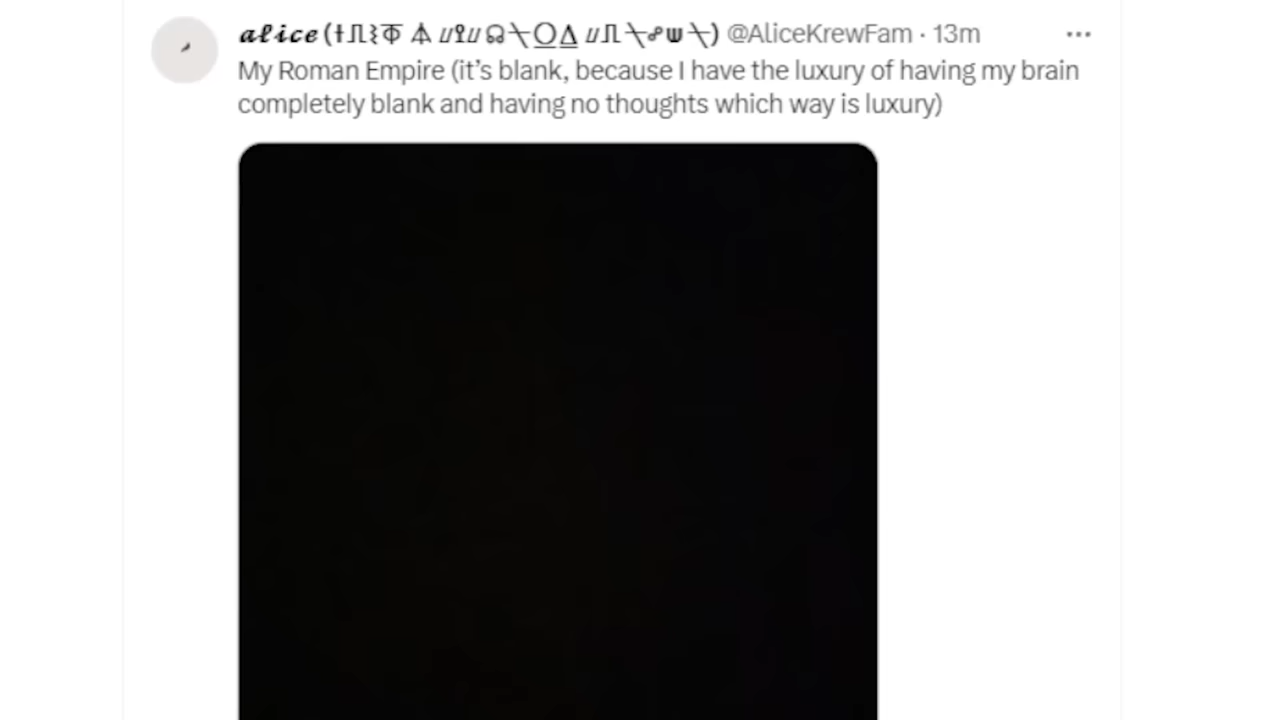 𝓪𝓵𝓲𝓬𝓮 @AliceKrewFam · 13m
My Roman Empire (it’s blank, because I have the luxury of having my brain
completely blank and having no thoughts which way is luxury)